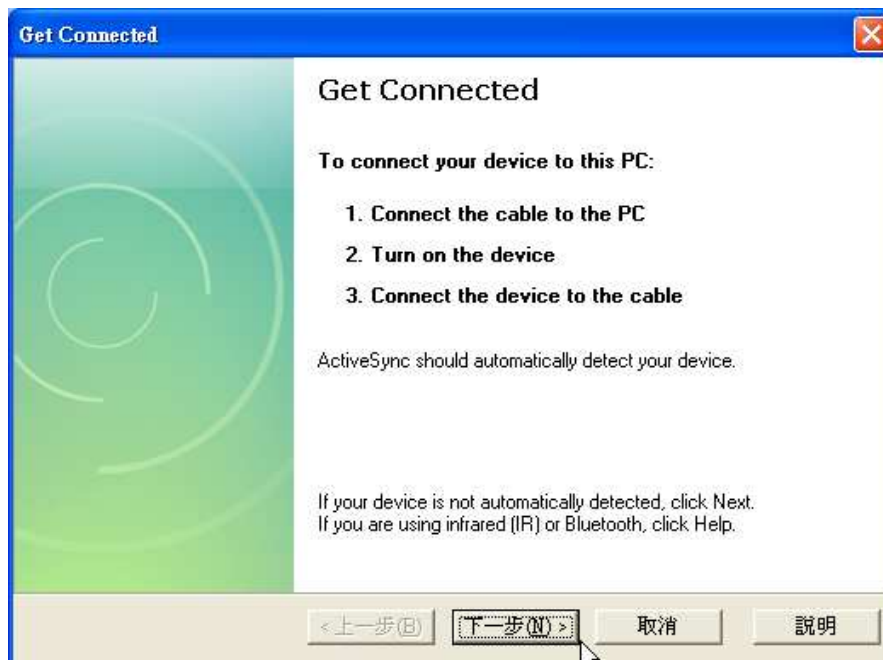 Get Connected
Get Connected
To connect your device to this PC:
1. Connect the cable to the PC
2. Turn on the device
3. Connect the device to the cable
ActiveSync should automatically detect your device.
If your device is not automatically detected, click Next.
If you are using infrared (IR) or Bluetooth, click Help.
<上一步(B) 下一步(N)> 取消 說明